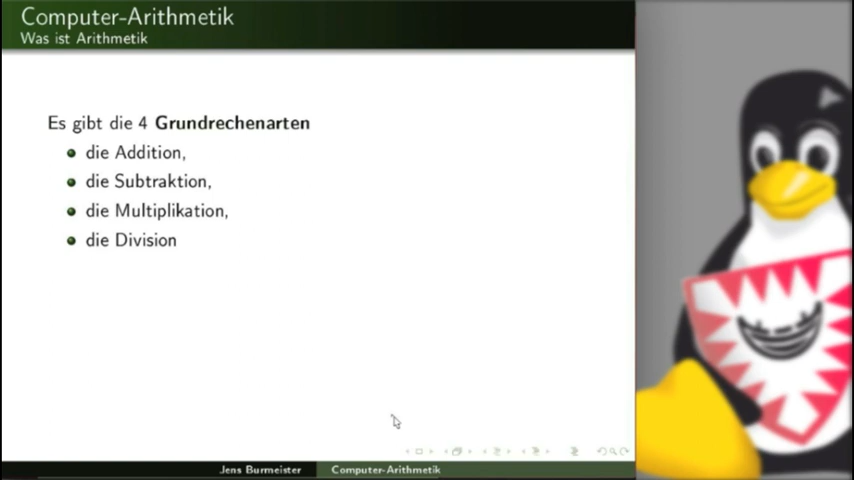 Computer-Arithmetik
Was ist Arithmetik
Es gibt die 4 Grundrechenarten
die Addition,
die Subtraktion,
die Multiplikation,
die Division
Jens Burmeister Computer-Arithmetik